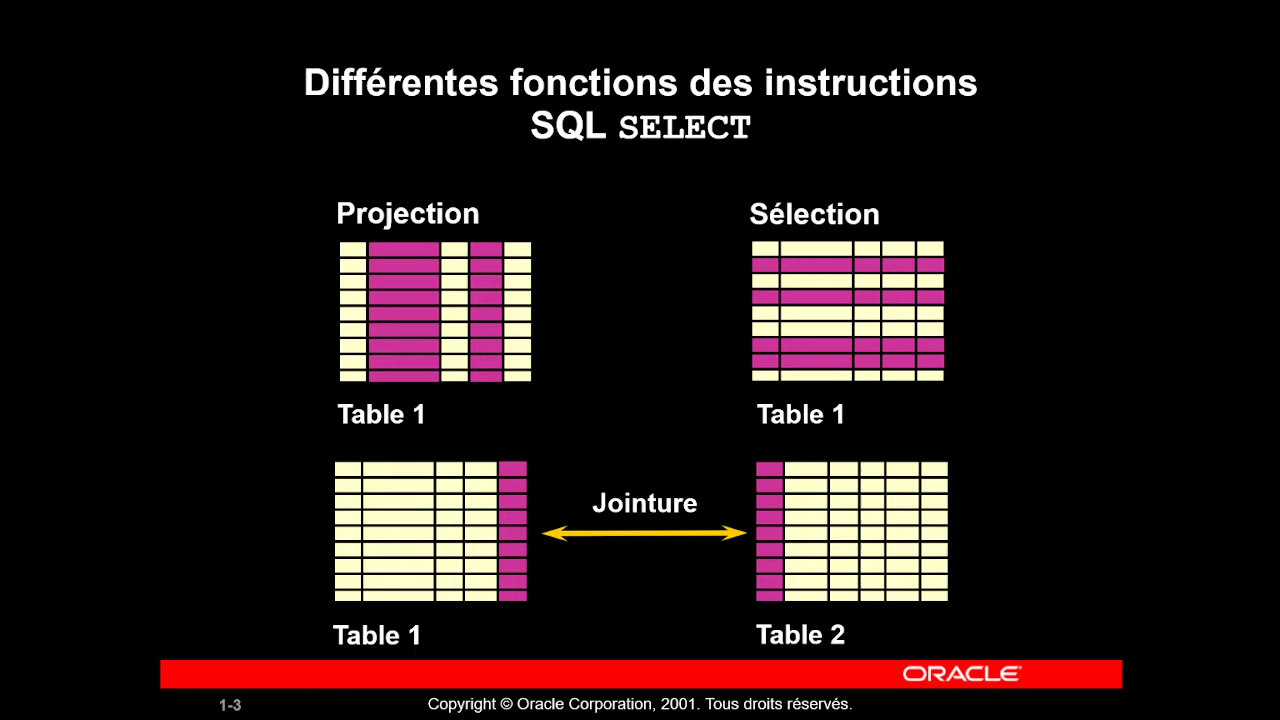 Différentes fonctions des instructions
SQL SELECT
Projection
Sélection
Table 1
Table 1
Jointure
Table 1
Table 2
ORACLE
1-3
Copyright © Oracle Corporation, 2001. Tous droits réservés.